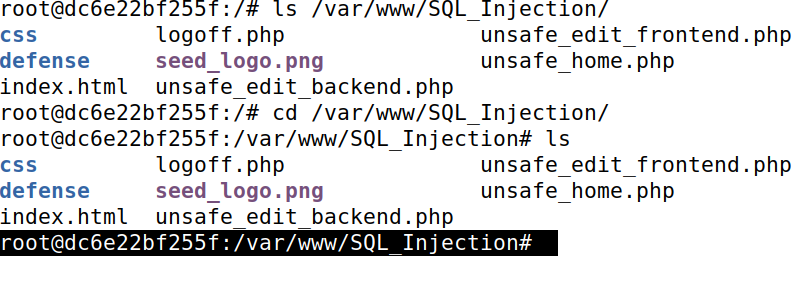 root@dc6e22bf255f:/# ls /var/www/SQL_Injection/
css         logoff.php               unsafe_edit_frontend.php
defense     seed_logo.png            unsafe_home.php
index.html  unsafe_edit_backend.php
root@dc6e22bf255f:/# cd /var/www/SQL_Injection/
root@dc6e22bf255f:/var/www/SQL_Injection# ls
css         logoff.php               unsafe_edit_frontend.php
defense     seed_logo.png            unsafe_home.php
index.html  unsafe_edit_backend.php
root@dc6e22bf255f:/var/www/SQL_Injection#